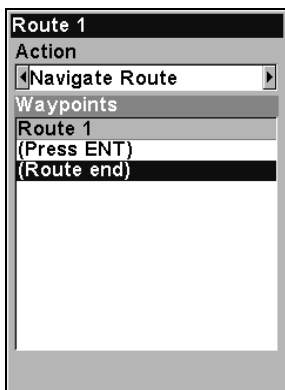 Route 1
Action
Navigate Route
Waypoints
Route 1
(Press ENT)
(Route end)